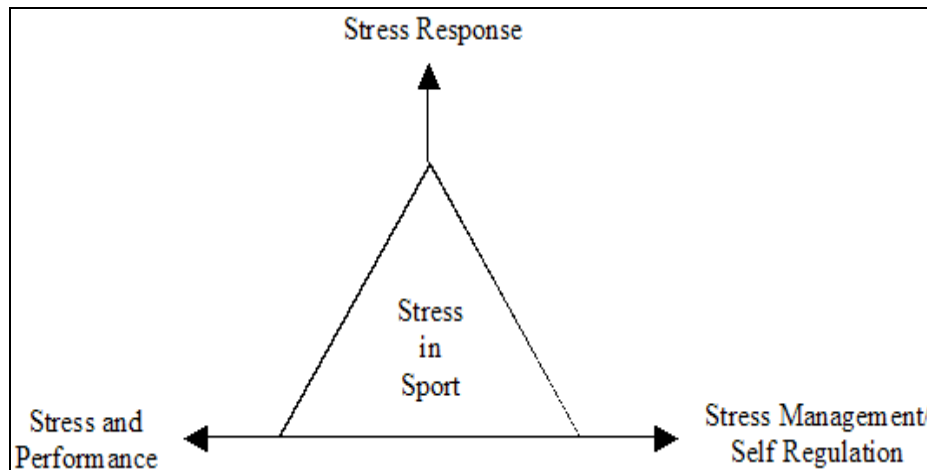 Stress Response
Stress
in
Sport
Stress and
Performance
Stress Management/
Self Regulation